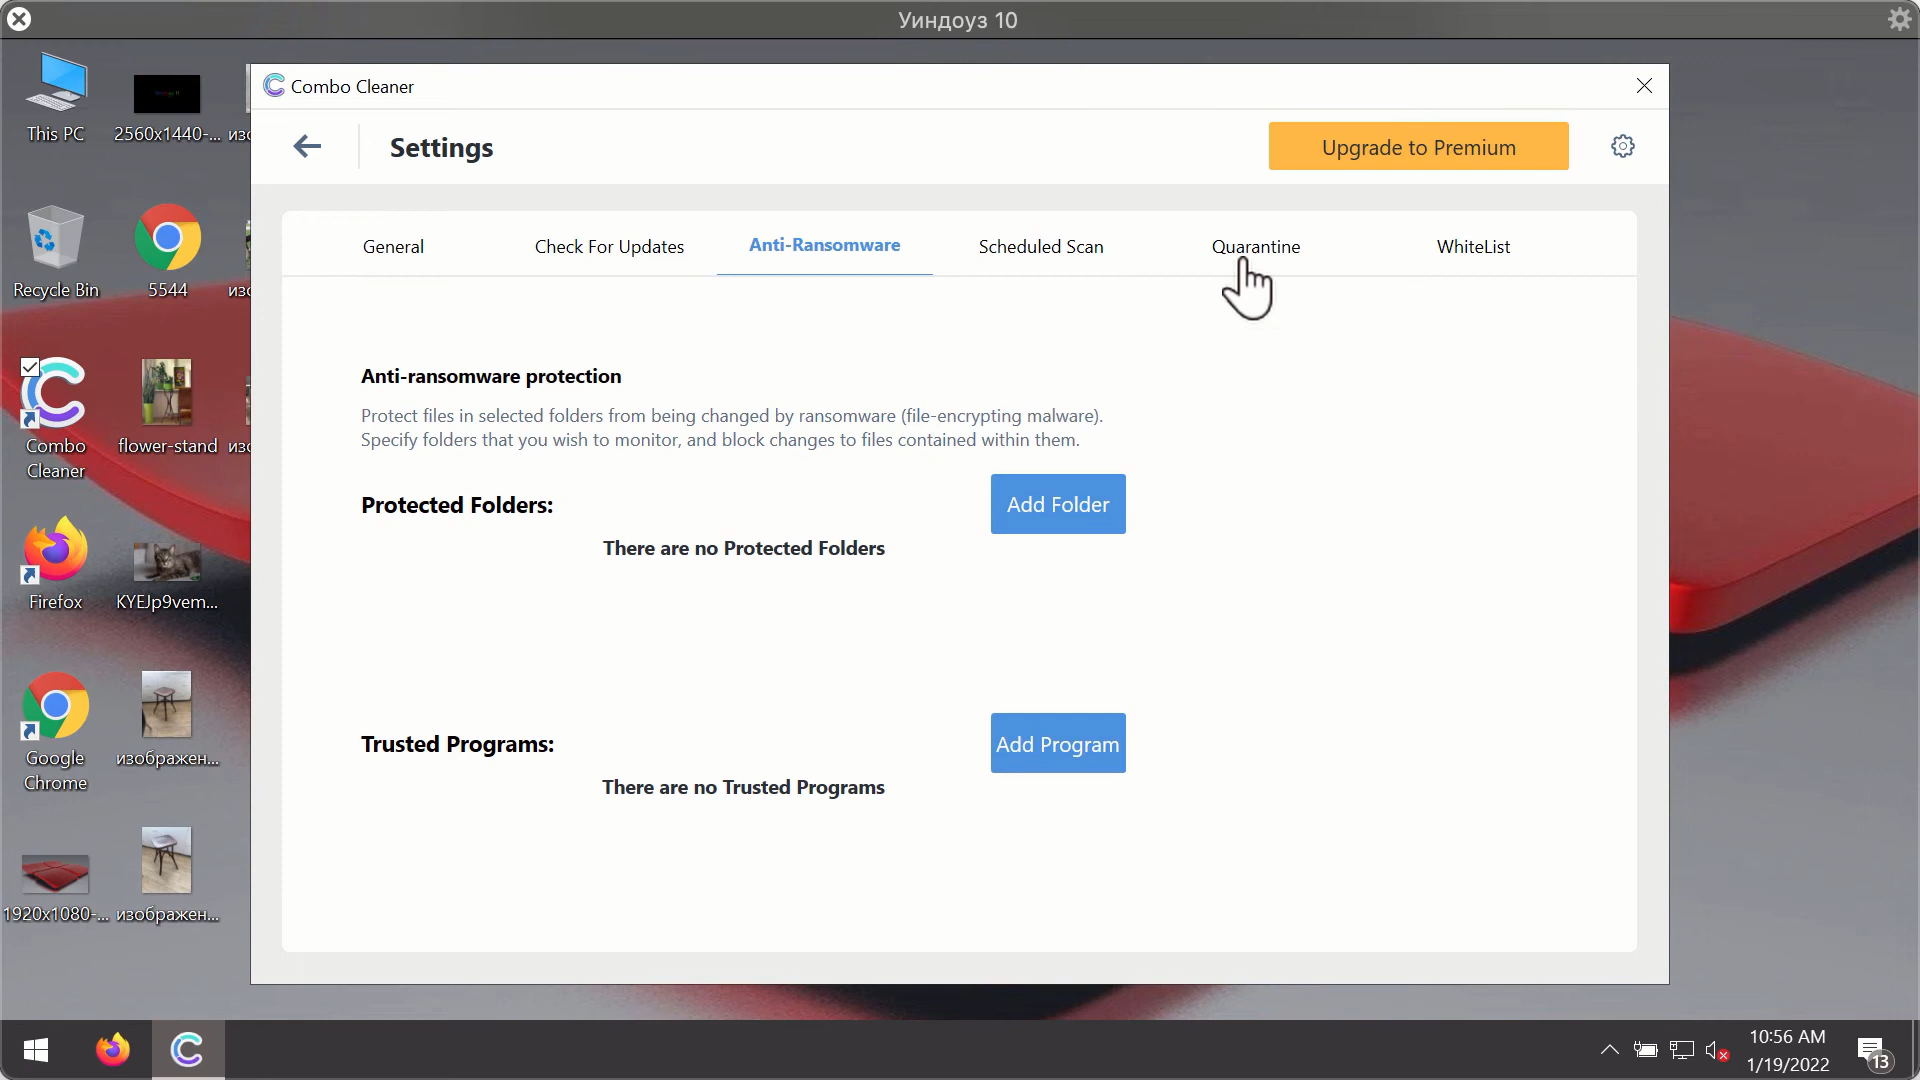 Уиндоуз 10
This PC
2560x1440-...
Recycle Bin
5544
Combo
Cleaner
flower-stand
Firefox
KYEJp9vem...
Google
Chrome
изображен...
1920x1080-...
изображен...
изо
изо
изо
Combo Cleaner
Settings
Upgrade to Premium
General
Check For Updates
Anti-Ransomware
Scheduled Scan
Quarantine
WhiteList
Anti-ransomware protection
Protect files in selected folders from being changed by ransomware (file-encrypting malware).
Specify folders that you wish to monitor, and block changes to files contained within them.
Protected Folders:
Add Folder
There are no Protected Folders
Trusted Programs:
Add Program
There are no Trusted Programs
10:56 AM
1/19/2022
13